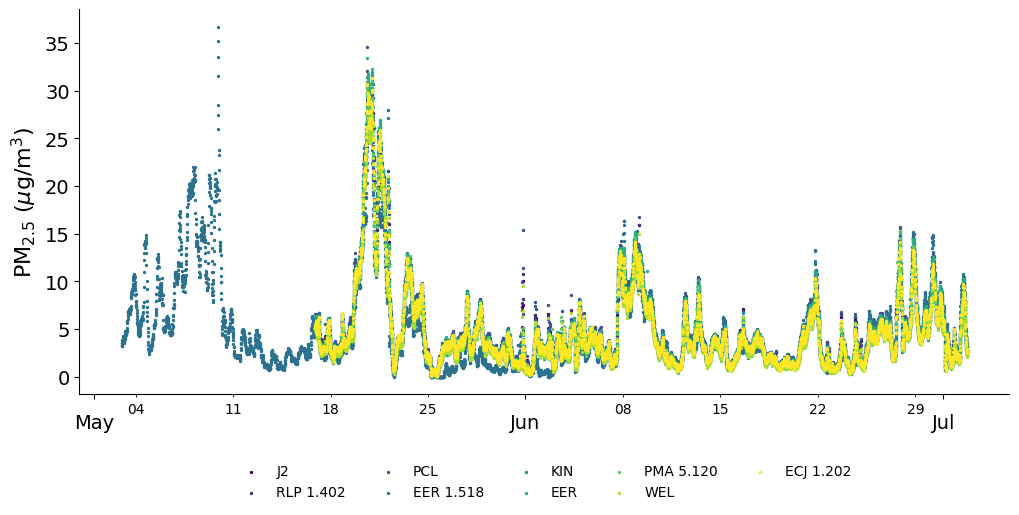 PM2.5 (μg/m3)
35
30
25
20
15
10
5
0
04 11 18 25 08 15 22 29
May Jun Jul
J2 PCL KIN PMA 5.120 ECJ 1.202
RLP 1.402 EER 1.518 EER WEL